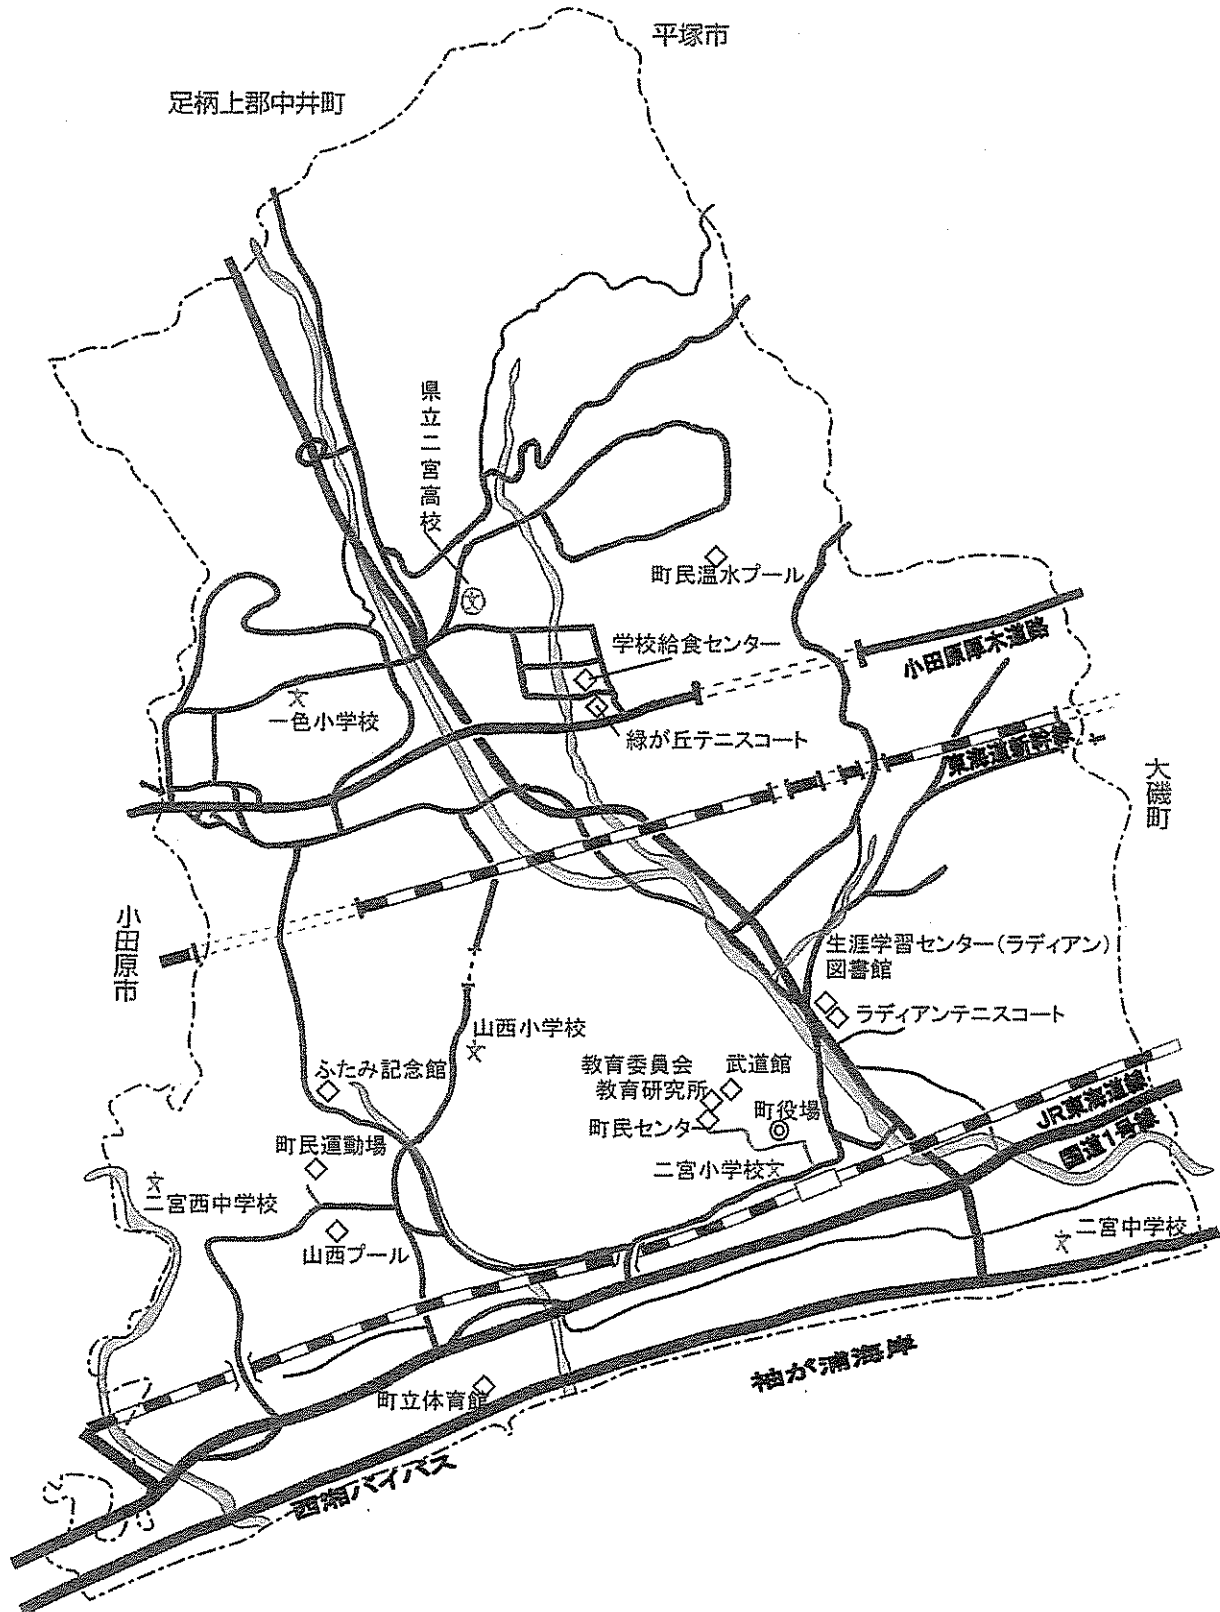 平塚市
足柄上郡中井町
県立二宮高校
町民温水プール
学校給食センター
小田原厚木道路
一色小学校
緑が丘テニスコート
東海道新幹線
大磯町
小田原市
生涯学習センター(ラディアン)
図書館
ラディアンテニスコート
山西小学校
ふたみ記念館
教育委員会
武道館
教育研究所
町役場
町民センター
JR東海道線
国道1号線
町民運動場
二宮小学校
二宮西中学校
山西プール
二宮中学校
袖が浦海岸
町立体育館
西湘バイパス